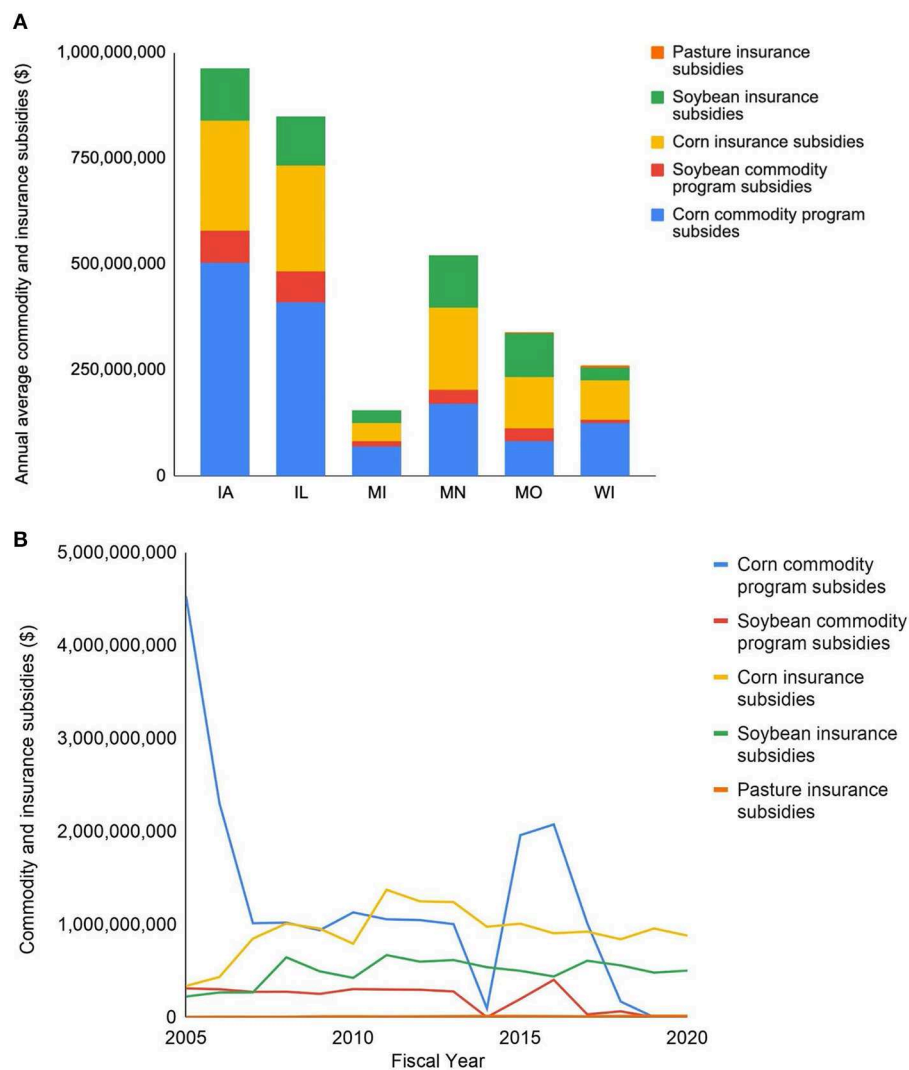 A
Annual average commodity and insurance subsidies ($)
1,000,000,000
750,000,000
500,000,000
250,000,000
0
IA
IL
MI
MN
MO
WI
Pasture insurance
subsidies
Soybean insurance
subsidies
Corn insurance subsidies
Soybean commodity
program subsidies
Corn commodity program
subsides
B
Commodity and insurance subsidies ($)
5,000,000,000
4,000,000,000
3,000,000,000
2,000,000,000
1,000,000,000
0
2005
2010
2015
2020
Fiscal Year
Corn commodity
program subsides
Soybean commodity
program subsidies
Corn insurance
subsidies
Soybean insurance
subsidies
Pasture insurance
subsidies